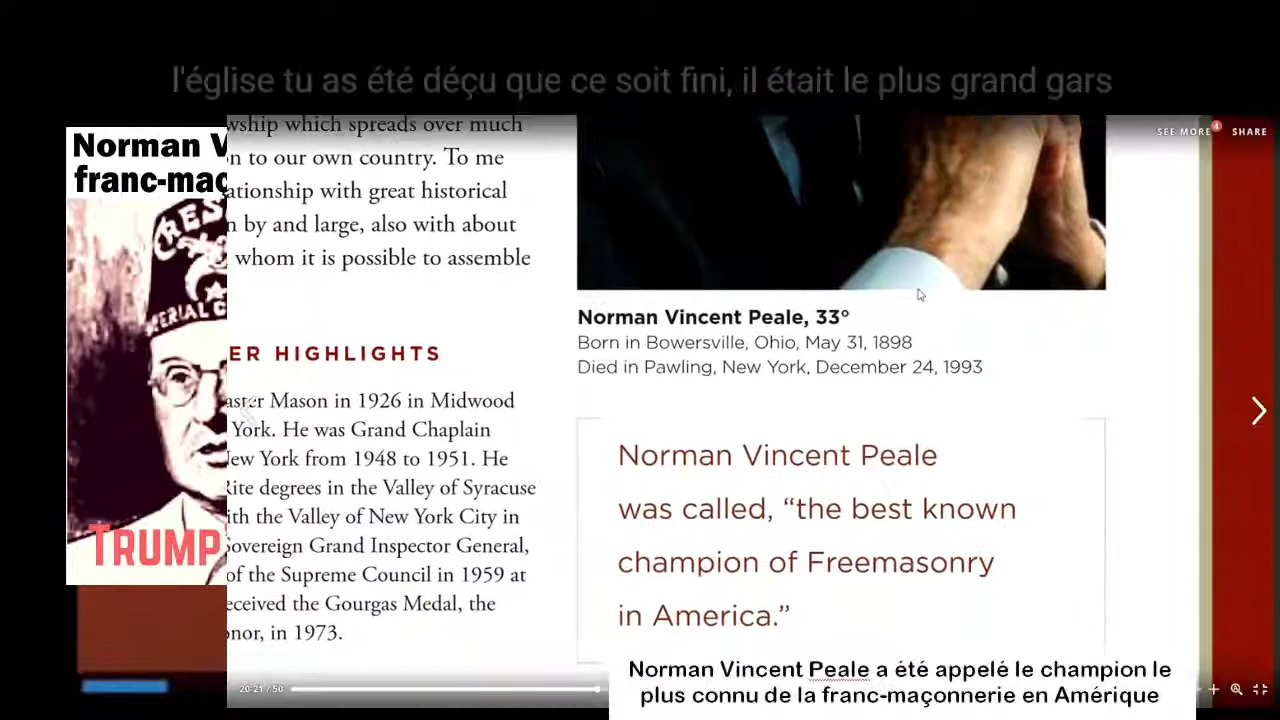 l'église tu as été déçu que ce soit fini, il était le plus grand gars
Norman V
franc-maç
CRES
PERIAL C
TRUMP
wship which spreads over much
n to our own country. To me
ationship with great historical
n by and large, also with about
whom it is possible to assemble
ER HIGHLIGHTS
aster Mason in 1926 in Midwood
York. He was Grand Chaplain
New York from 1948 to 1951. He
Rite degrees in the Valley of Syracuse
ith the Valley of New York City in
Sovereign Grand Inspector General,
of the Supreme Council in 1959 at
eceived the Gourgas Medal, the
onor, in 1973.
20-21 / 50
SEE MORE 4 SHARE
Norman Vincent Peale, 33°
Born in Bowersville, Ohio, May 31, 1898
Died in Pawling, New York, December 24, 1993
Norman Vincent Peale
was called, “the best known
champion of Freemasonry
in America.”
Norman Vincent Peale a été appelé le champion le
plus connu de la franc-maçonnerie en Amérique